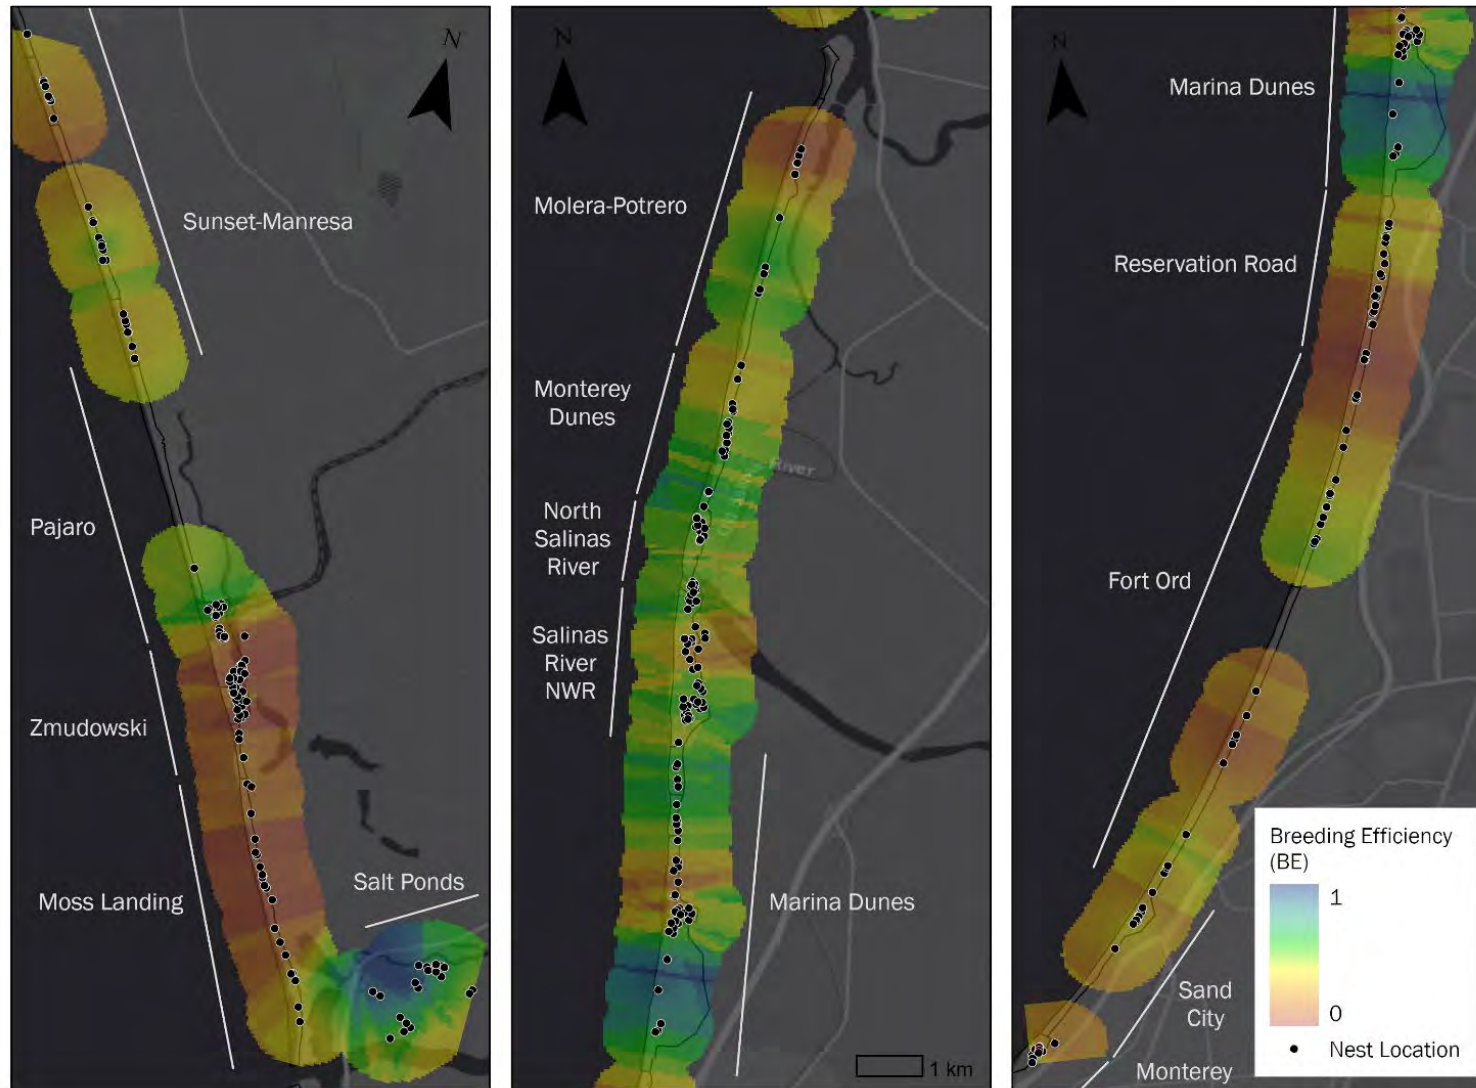 N
Sunset-Manresa
Pajaro
Zmudowski
Moss Landing
Salt Ponds
N
Molera-Potrero
Monterey
Dunes
River
North
Salinas
River
Salinas
River
NWR
Marina Dunes
1 km
N
Marina Dunes
Reservation Road
Fort Ord
Sand
City
Monterey
Breeding Efficiency
(BE)
1
0
Nest Location